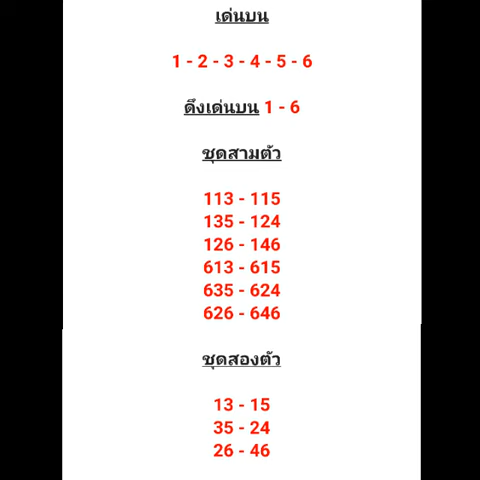 เด่นบน
1 - 2 - 3 - 4 - 5 - 6
ดึงเด่นบน 1 - 6
ชุดสามตัว
113 - 115
135 - 124
126 - 146
613 - 615
635 - 624
626 - 646
ชุดสองตัว
13 - 15
35 - 24
26 - 46